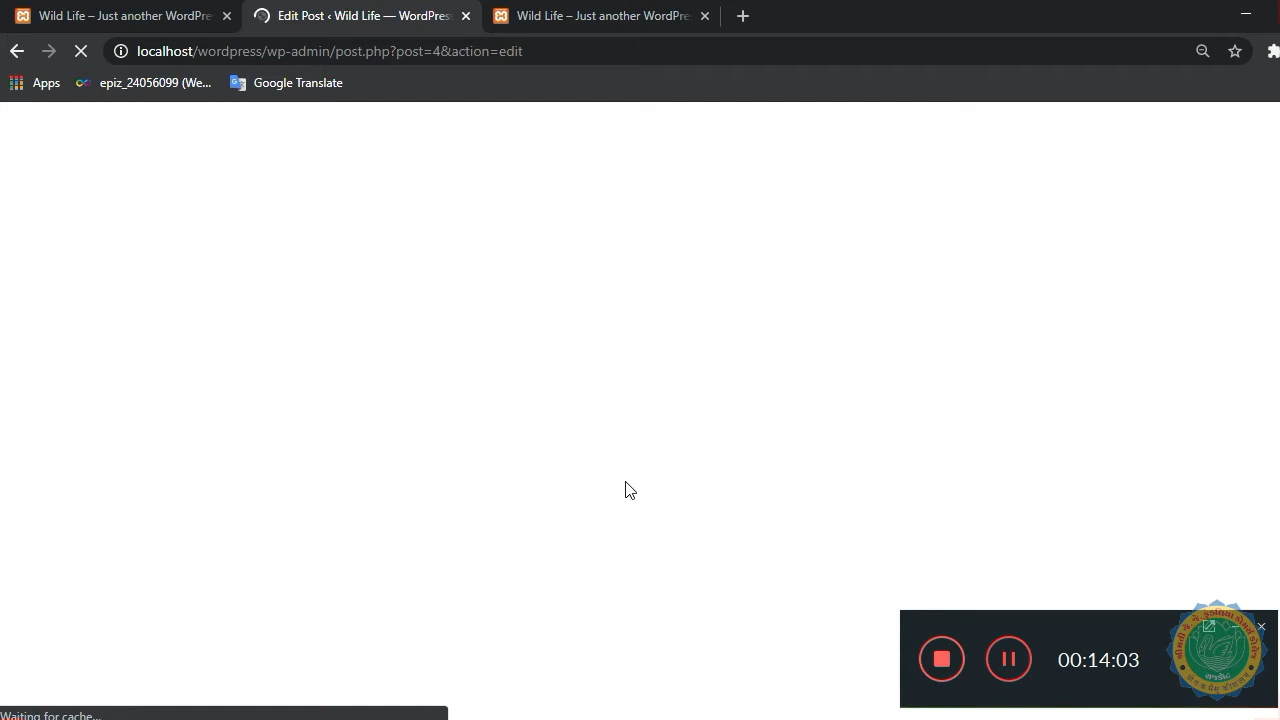 Wild Life – Just another WordPre
Edit Post ‹ Wild Life — WordPress
Wild Life – Just another WordPre
localhost/wordpress/wp-admin/post.php?post=4&action=edit
Apps
epiz_24056099 (We...
Google Translate
00:14:03
Waiting for cache...